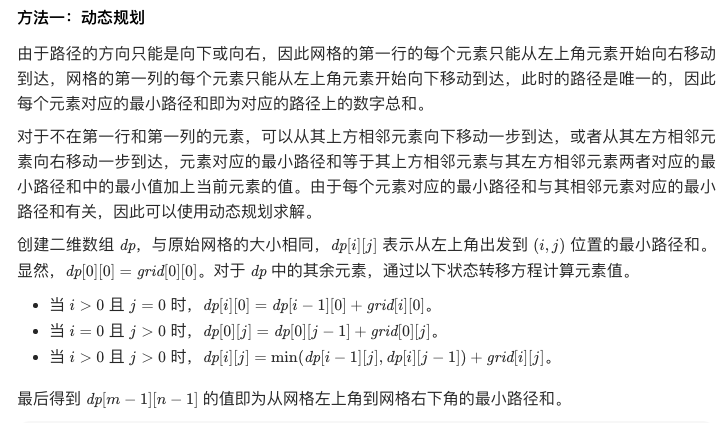 方法一：动态规划
由于路径的方向只能是向下或向右，因此网格的第一行的每个元素只能从左上角元素开始向右移动
到达，网格的第一列的每个元素只能从左上角元素开始向下移动到达，此时的路径是唯一的，因此
每个元素对应的最小路径和即为对应的路径上的数字总和。
对于不在第一行和第一列的元素，可以从其上方相邻元素向下移动一步到达，或者从其左方相邻元
素向右移动一步到达，元素对应的最小路径和等于其上方相邻元素与其左方相邻元素两者对应的最
小路径和中的最小值加上当前元素的值。由于每个元素对应的最小路径和与其相邻元素对应的最小
路径和有关，因此可以使用动态规划求解。
创建二维数组 dp，与原始网格的大小相同，dp[i][j] 表示从左上角出发到 (i, j) 位置的最小路径和。
显然，dp[0][0] = grid[0][0]。对于 dp 中的其余元素，通过以下状态转移方程计算元素值。
• 当 i > 0 且 j = 0 时，dp[i][0] = dp[i − 1][0] + grid[i][0]。
• 当 i = 0 且 j > 0 时，dp[0][j] = dp[0][j − 1] + grid[0][j]。
• 当 i > 0 且 j > 0 时，dp[i][j] = min(dp[i − 1][j], dp[i][j − 1]) + grid[i][j]。
最后得到 dp[m − 1][n − 1] 的值即为从网格左上角到网格右下角的最小路径和。